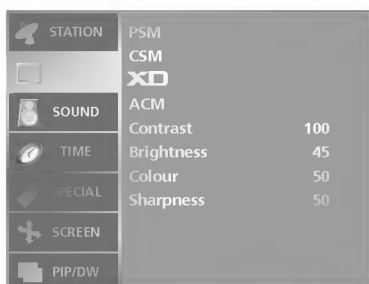 STATION
SOUND
TIME
SPECIAL
SCREEN
PIP/DW
PSM
CSM
XD
ACM
Contrast 100
Brightness 45
Colour 50
Sharpness 50